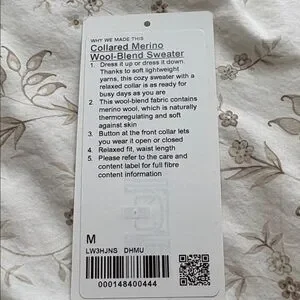 WHY WE MADE THIS
Collared Merino
Wool-Blend Sweater
1. Dress it up or dress it down.
Thanks to soft lightweight
yarns, this cozy sweater with a
relaxed collar is as ready for
busy days as you are
2. This wool-blend fabric contains
merino wool, which is naturally
thermoregulating and soft
against skin
3. Button at the front collar lets
you wear it open or closed
4. Relaxed fit, waist length
5. Please refer to the care and
content label for full fibre
content information
M
LW3HJNS DHMU
000148400444